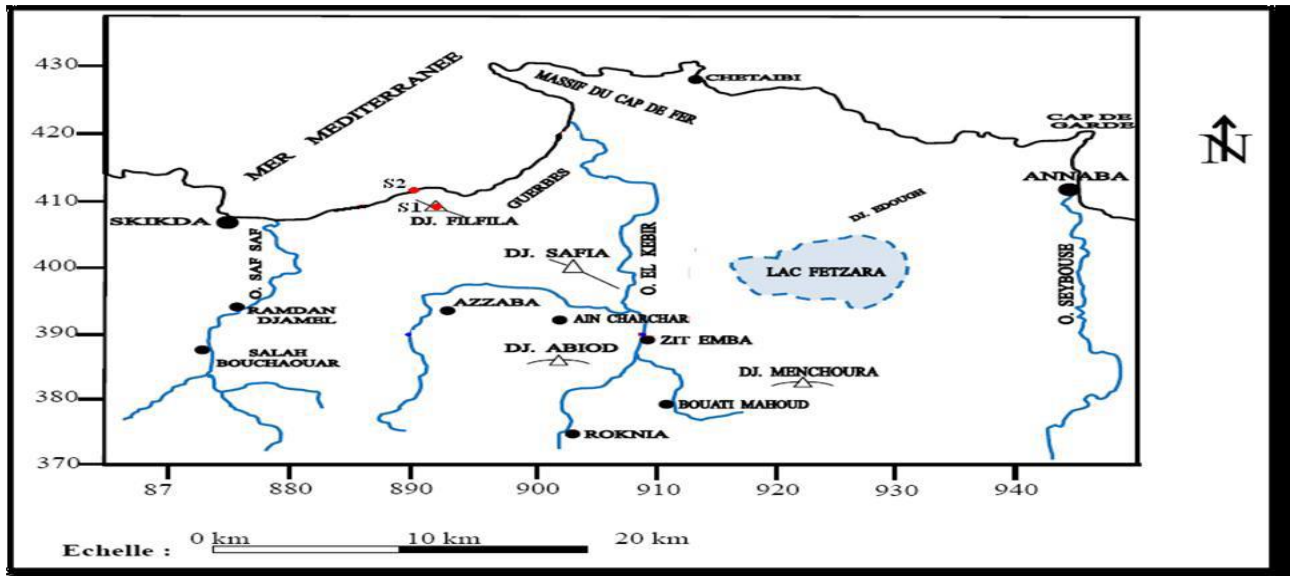 430
420
410
400
390
380
370
MER MEDITERRANEE
MASSIF DU CAP DE FER
CHETAIBI
CAP DE
GARDE
N
ANNABA
S2
S1
GUERBES
DJ. FILFILA
SKIKDA
DJ. EDOUGH
O. SAF SAF
DJ. SAFIA
O. EL KEBIR
LAC FETZARA
O. SEYBOUSE
RAMDAN
DJAMEL
AZZABA
AIN CHARCHAR
ZIT EMBA
SALAH
BOUCHAOUAR
DJ. ABIOD
DJ. MENCHOURA
BOUATI MAHOUD
ROKNIA
87
880
890
900
910
920
930
940
Echelle :
0 km
10 km
20 km